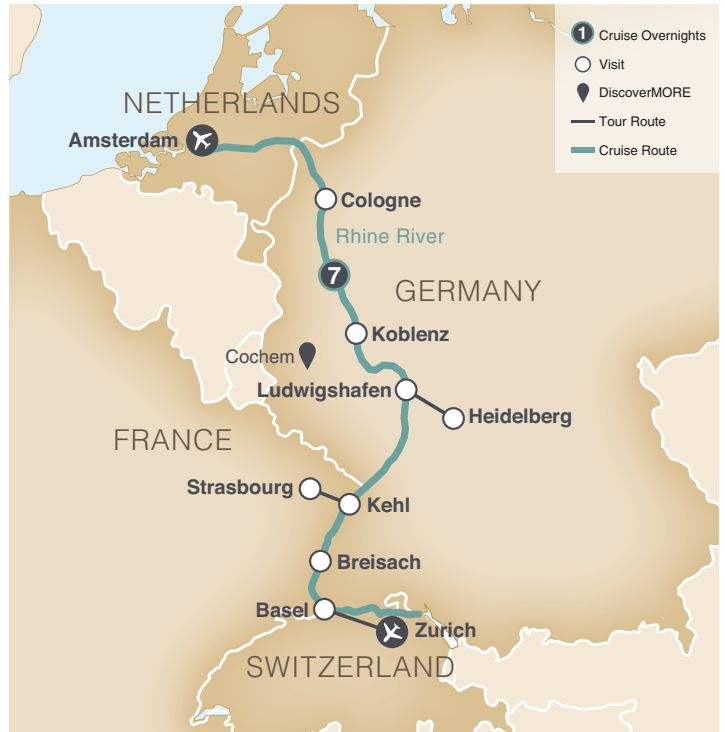 1 Cruise Overnights
Visit
DiscoverMORE
Tour Route
Cruise Route
NETHERLANDS
Amsterdam
Cologne
Rhine River
7
GERMANY
Koblenz
Cochem
Ludwigshafen
Heidelberg
FRANCE
Strasbourg
Kehl
Breisach
Basel
Zurich
SWITZERLAND